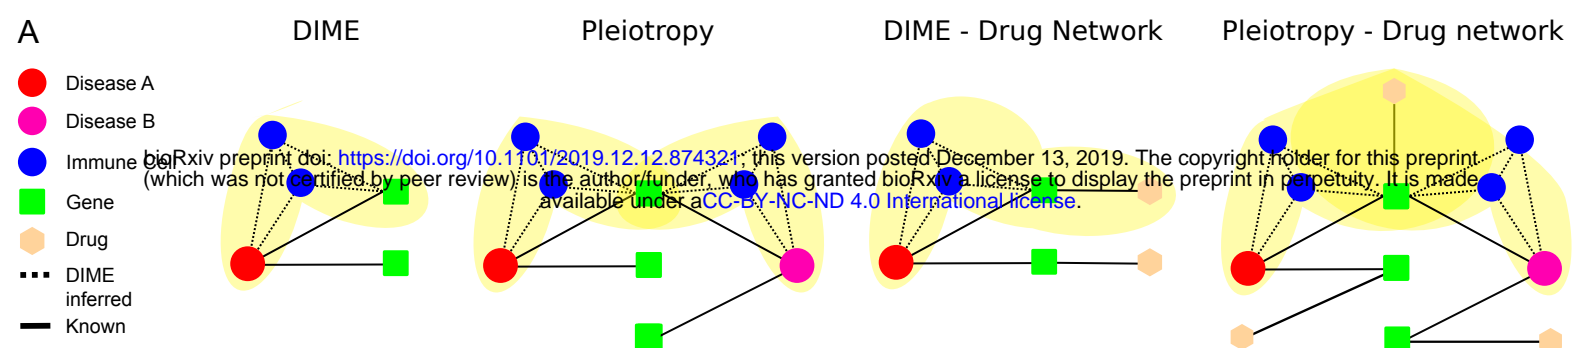 A
DIME
Pleiotropy
DIME - Drug Network
Pleiotropy - Drug network
Disease A
Disease B
Immune Cell
bioRxiv preprint doi: https://doi.org/10.1101/2019.12.12.874321; this version posted December 13, 2019. The copyright holder for this preprint
(which was not certified by peer review) is the author/funder, who has granted bioRxiv a license to display the preprint in perpetuity. It is made
available under aCC-BY-NC-ND 4.0 International license.
Gene
Drug
DIME
inferred
Known